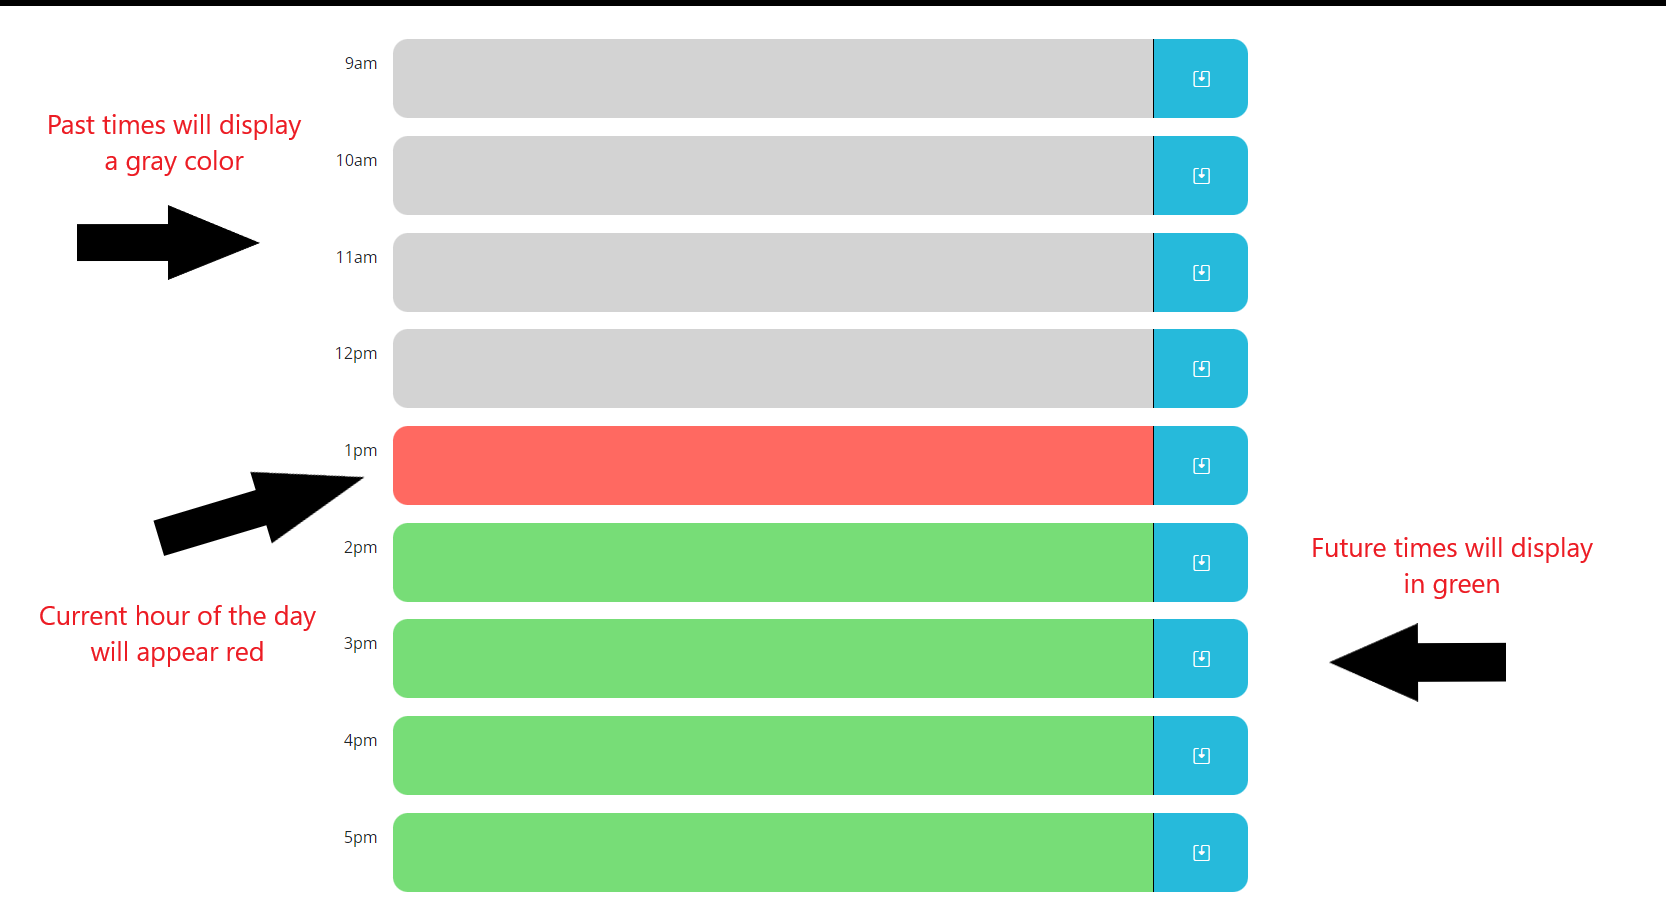 9am
Past times will display
a gray color
10am
11am
12pm
1pm
Current hour of the day
will appear red
2pm
Future times will display
in green
3pm
4pm
5pm